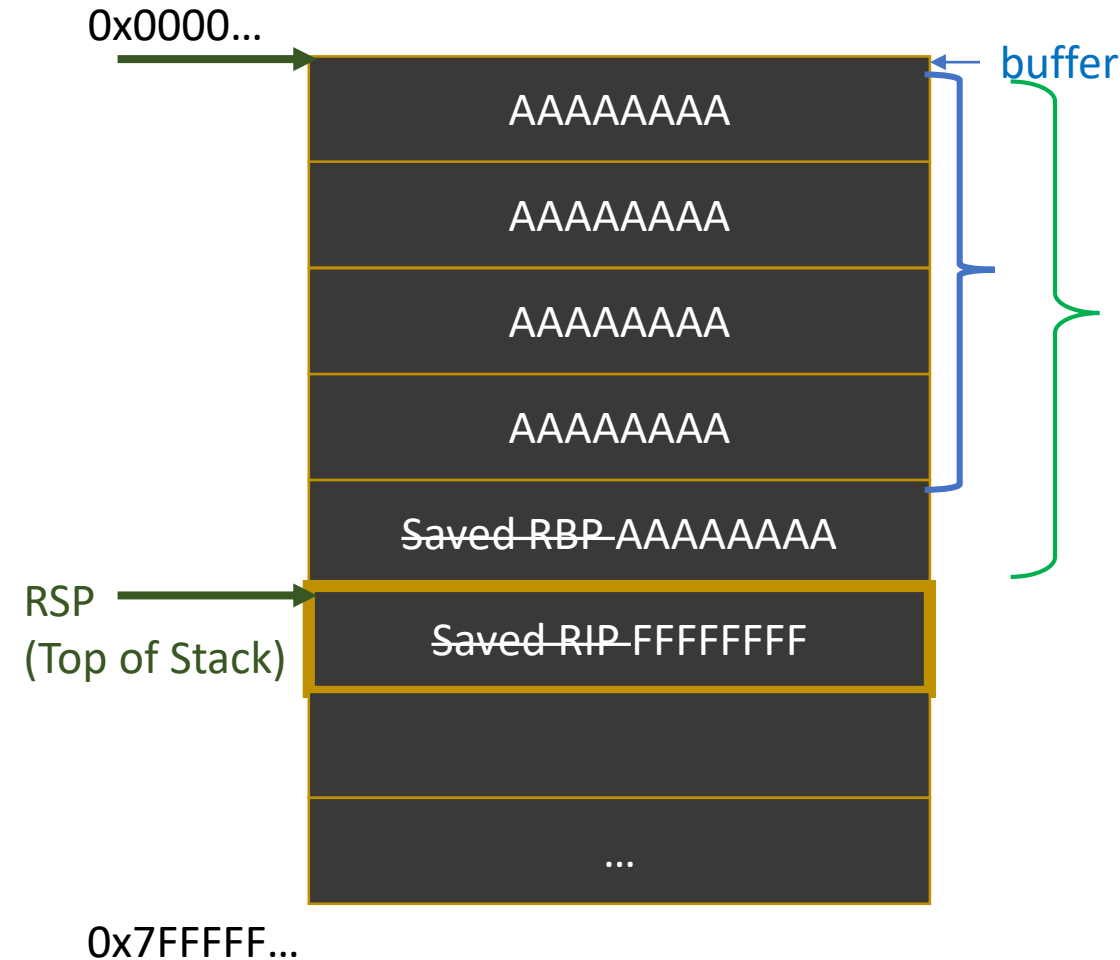 0x0000…
buffer
AAAAAAAA
AAAAAAAA
AAAAAAAA
AAAAAAAA
Saved RBP AAAAAAAA
RSP
(Top of Stack)
Saved RIP FFFFFFFF
…
0x7FFFFF…